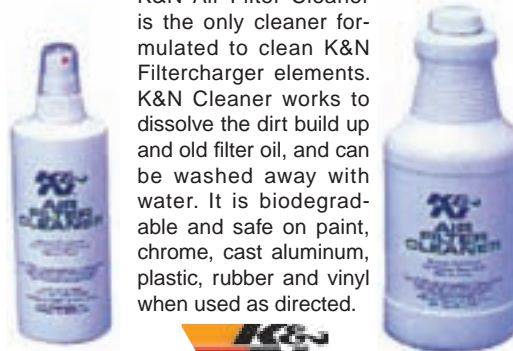 K&N Air Filter Cleaner
is the only cleaner for-
mulated to clean K&N
Filtercharger elements.
K&N Cleaner works to
dissolve the dirt build up
and old filter oil, and can
be washed away with
water. It is biodegrad-
able and safe on paint,
chrome, cast aluminum,
plastic, rubber and vinyl
when used as directed.
K&N
AIR
FILTER
CLEANER
K&N
AIR
FILTER
CLEANER
K&N